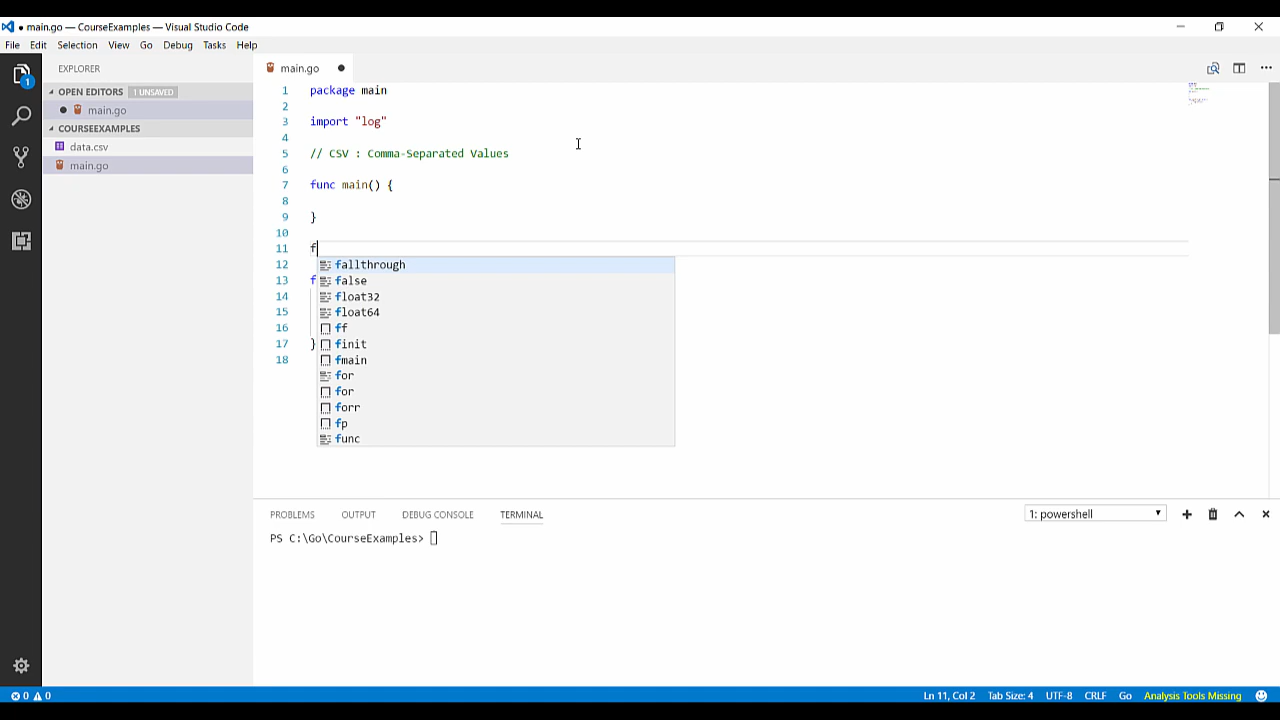 ● main.go — CourseExamples — Visual Studio Code
File Edit Selection View Go Debug Tasks Help
EXPLORER
OPEN EDITORS 1 UNSAVED
● main.go
COURSEEXAMPLES
data.csv
main.go
1
main.go ●
1 package main
2
3 import "log"
4
5 // CSV : Comma-Separated Values
6
7 func main() {
8
9 }
10
11 f
12
13 f
14
15
16
17 }
18
fallthrough
false
float32
float64
ff
finit
fmain
for
for
forr
fp
func
PROBLEMS OUTPUT DEBUG CONSOLE TERMINAL
1: powershell
PS C:\Go\CourseExamples>
0 0
Ln 11, Col 2 Tab Size: 4 UTF-8 CRLF Go Analysis Tools Missing